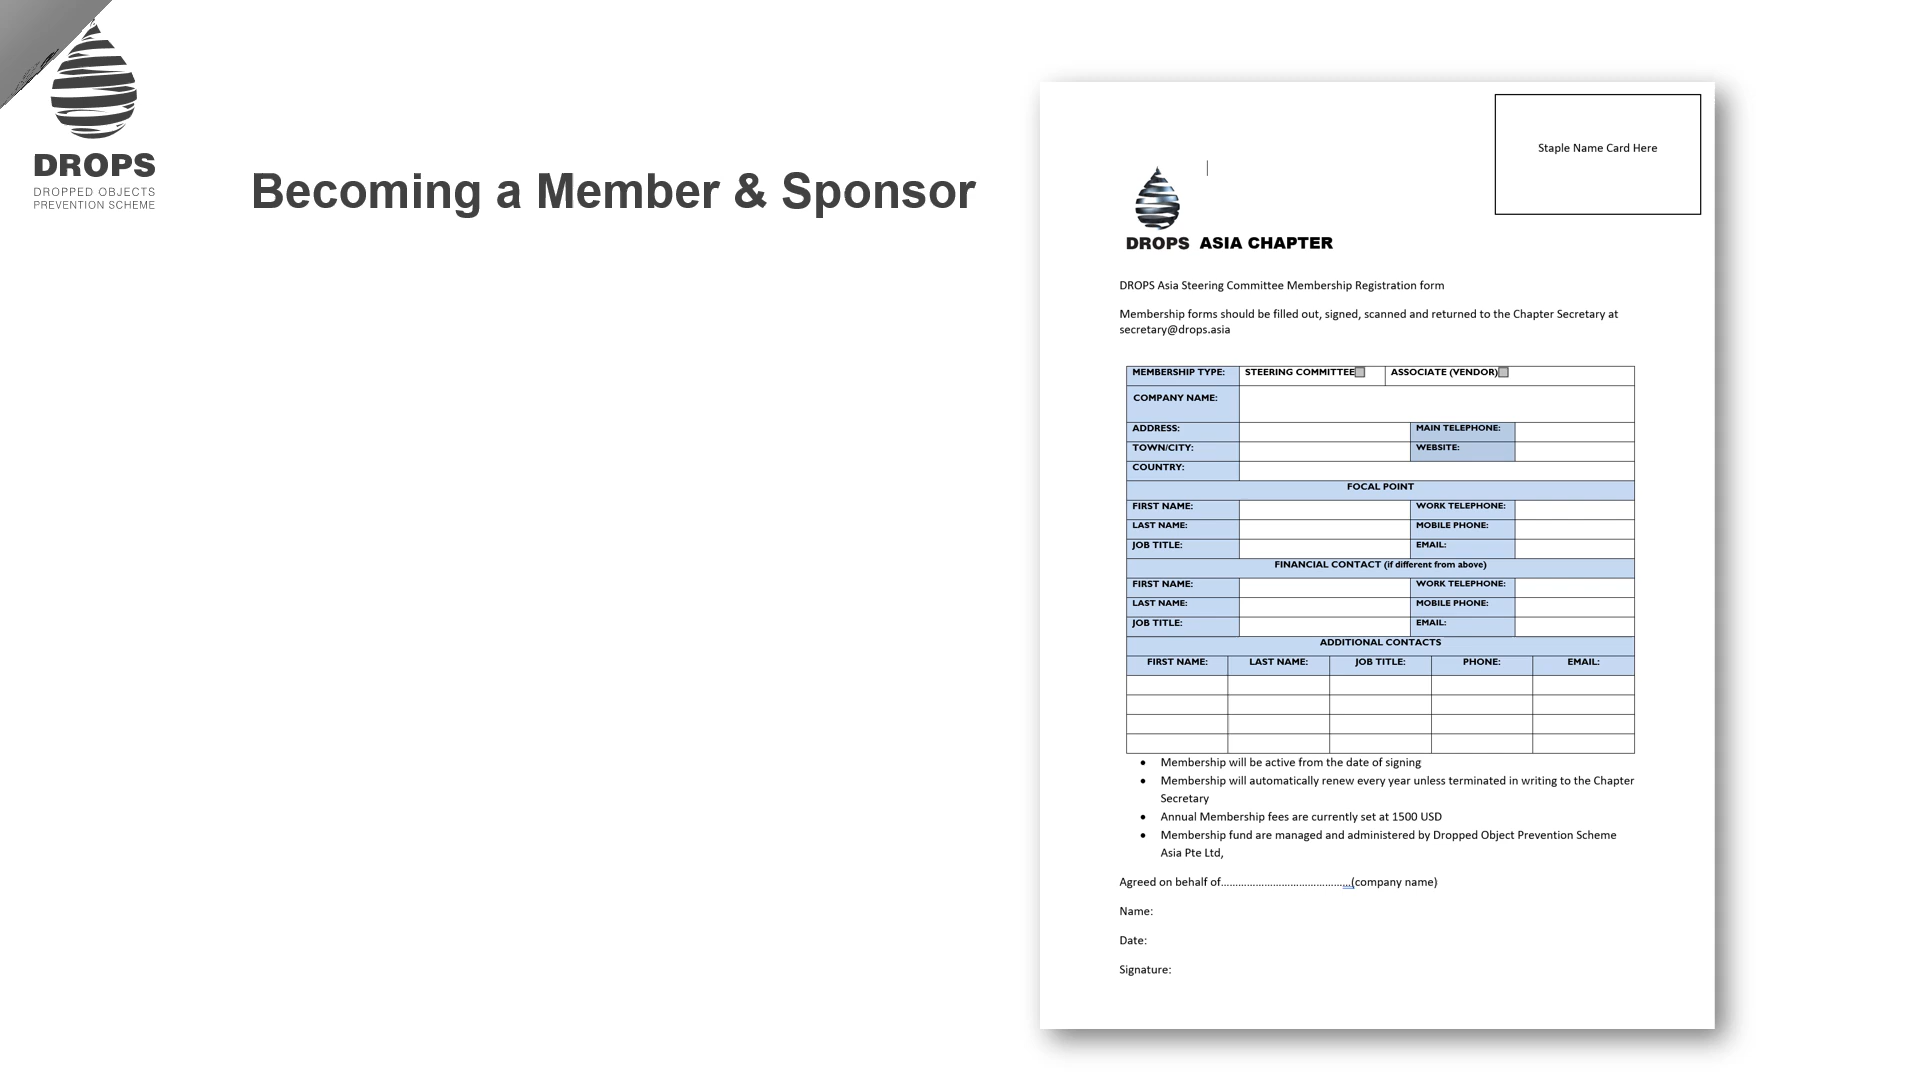 DROPS
DROPPED OBJECTS
PREVENTION SCHEME
Becoming a Member & Sponsor
Staple Name Card Here
DROPS ASIA CHAPTER
DROPS Asia Steering Committee Membership Registration form
Membership forms should be filled out, signed, scanned and returned to the Chapter Secretary at
secretary@drops.asia
MEMBERSHIP TYPE: STEERING COMMITTEE ASSOCIATE (VENDOR)
COMPANY NAME:
ADDRESS: MAIN TELEPHONE:
TOWN/CITY: WEBSITE:
COUNTRY:
FOCAL POINT
FIRST NAME: WORK TELEPHONE:
LAST NAME: MOBILE PHONE:
JOB TITLE: EMAIL:
FINANCIAL CONTACT (if different from above)
FIRST NAME: WORK TELEPHONE:
LAST NAME: MOBILE PHONE:
JOB TITLE: EMAIL:
ADDITIONAL CONTACTS
FIRST NAME: LAST NAME: JOB TITLE: PHONE: EMAIL:
• Membership will be active from the date of signing
• Membership will automatically renew every year unless terminated in writing to the Chapter
Secretary
• Annual Membership fees are currently set at 1500 USD
• Membership fund are managed and administered by Dropped Object Prevention Scheme
Asia Pte Ltd,
Agreed on behalf of..........................................(company name)
Name:
Date:
Signature: